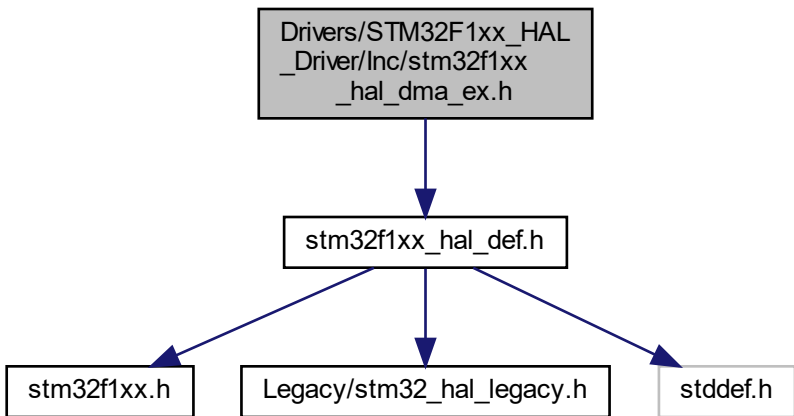 Drivers/STM32F1xx_HAL
_Driver/Inc/stm32f1xx
_hal_dma_ex.h
stm32f1xx_hal_def.h
stm32f1xx.h
Legacy/stm32_hal_legacy.h
stddef.h